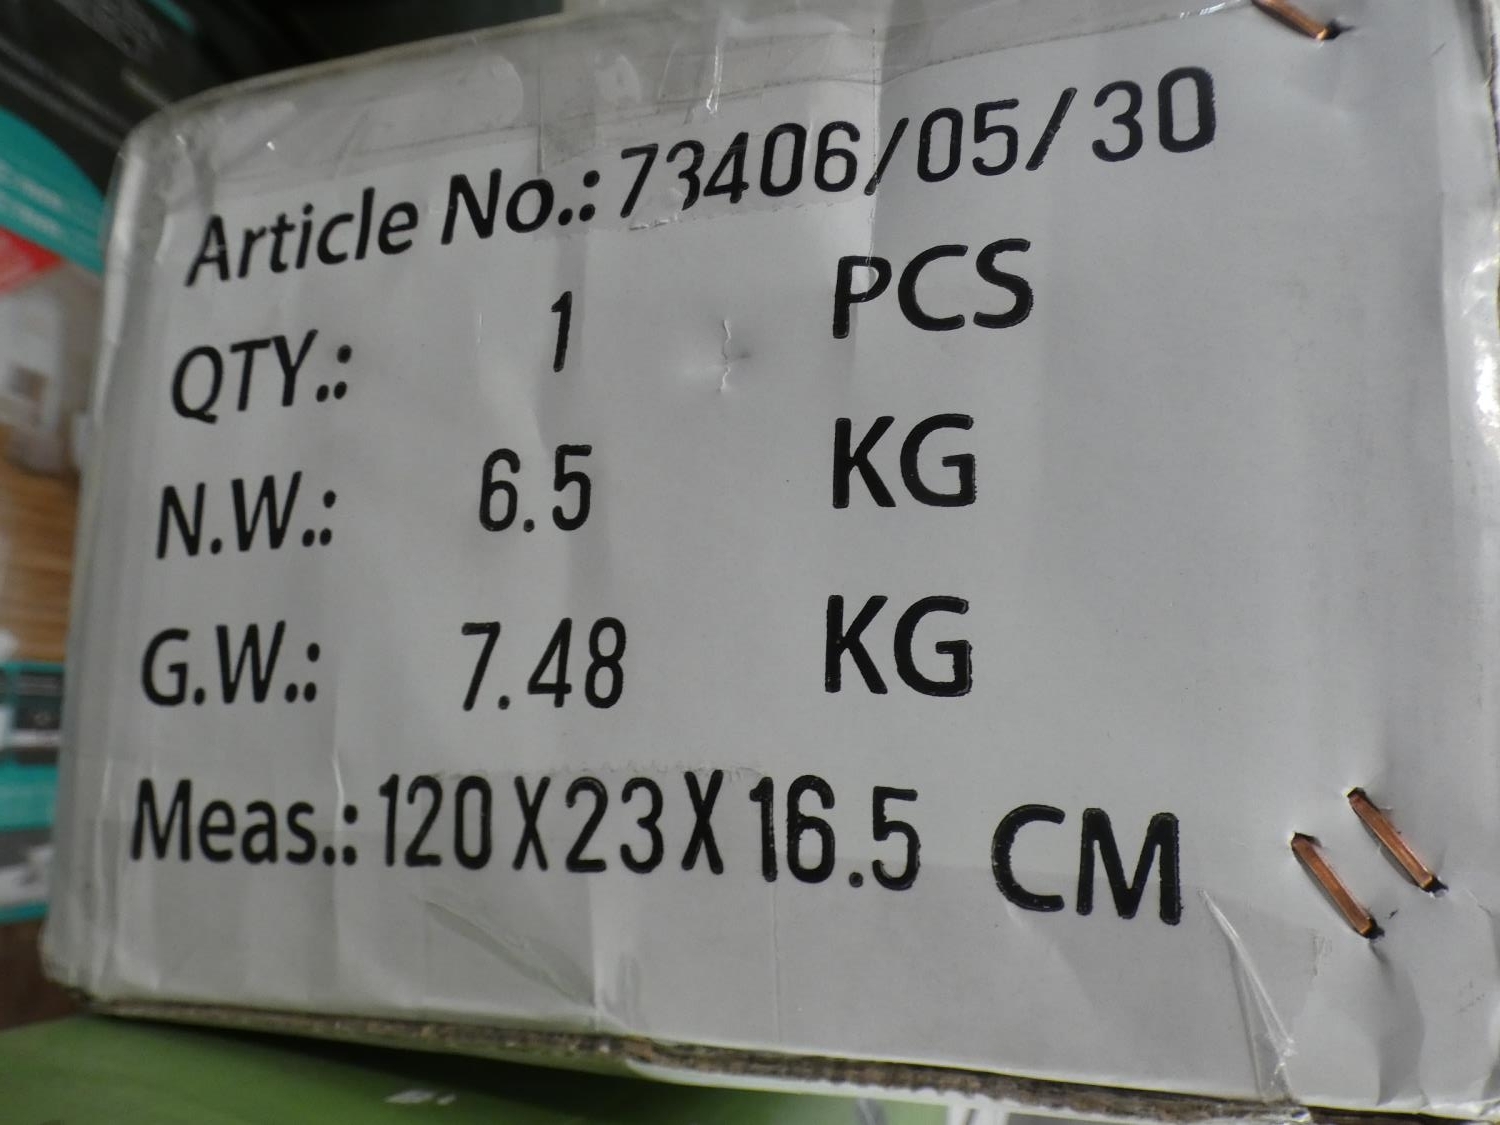 Article No.: 73406/05/30
QTY.: 1 PCS
N.W.: 6.5 KG
G.W.: 7.48 KG
Meas.: 120X23X16.5 CM